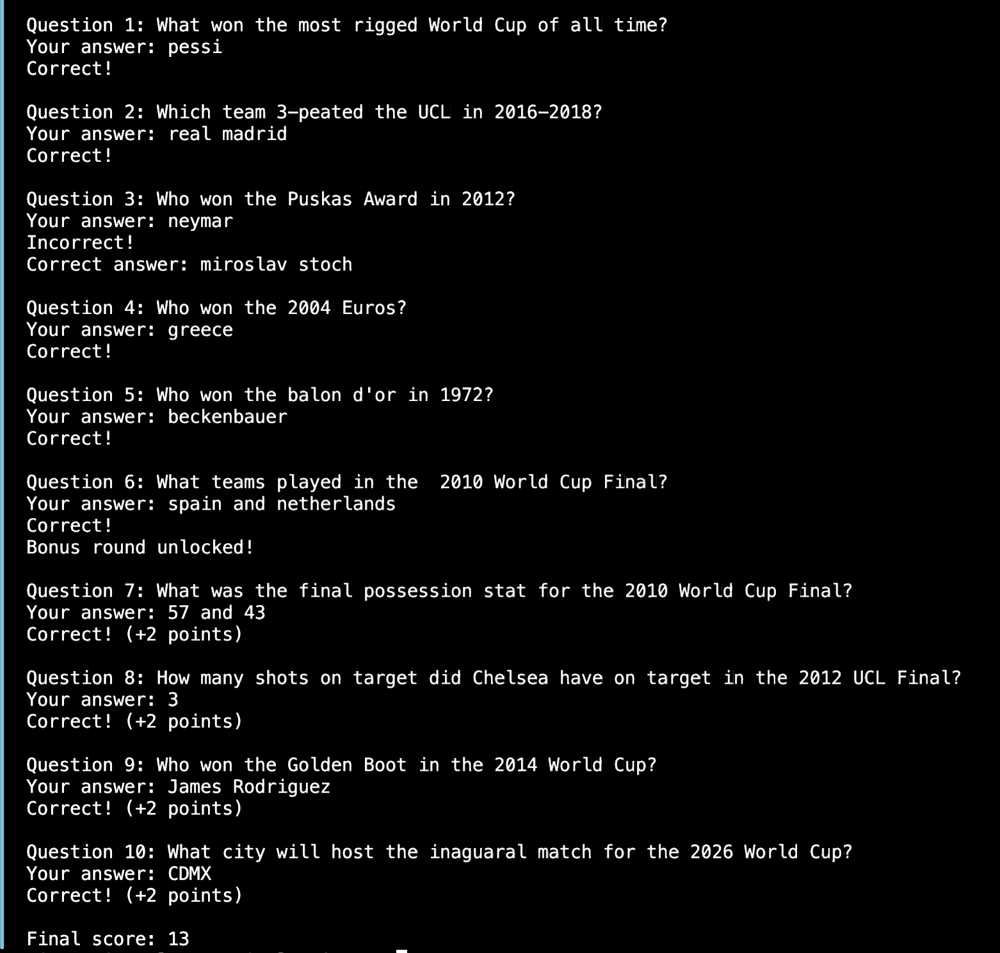 Question 1: What won the most rigged World Cup of all time?
Your answer: pessi
Correct!
Question 2: Which team 3-peated the UCL in 2016-2018?
Your answer: real madrid
Correct!
Question 3: Who won the Puskas Award in 2012?
Your answer: neymar
Incorrect!
Correct answer: miroslav stoch
Question 4: Who won the 2004 Euros?
Your answer: greece
Correct!
Question 5: Who won the balon d'or in 1972?
Your answer: beckenbauer
Correct!
Question 6: What teams played in the  2010 World Cup Final?
Your answer: spain and netherlands
Correct!
Bonus round unlocked!
Question 7: What was the final possession stat for the 2010 World Cup Final?
Your answer: 57 and 43
Correct! (+2 points)
Question 8: How many shots on target did Chelsea have on target in the 2012 UCL Final?
Your answer: 3
Correct! (+2 points)
Question 9: Who won the Golden Boot in the 2014 World Cup?
Your answer: James Rodriguez
Correct! (+2 points)
Question 10: What city will host the inaguaral match for the 2026 World Cup?
Your answer: CDMX
Correct! (+2 points)
Final score: 13